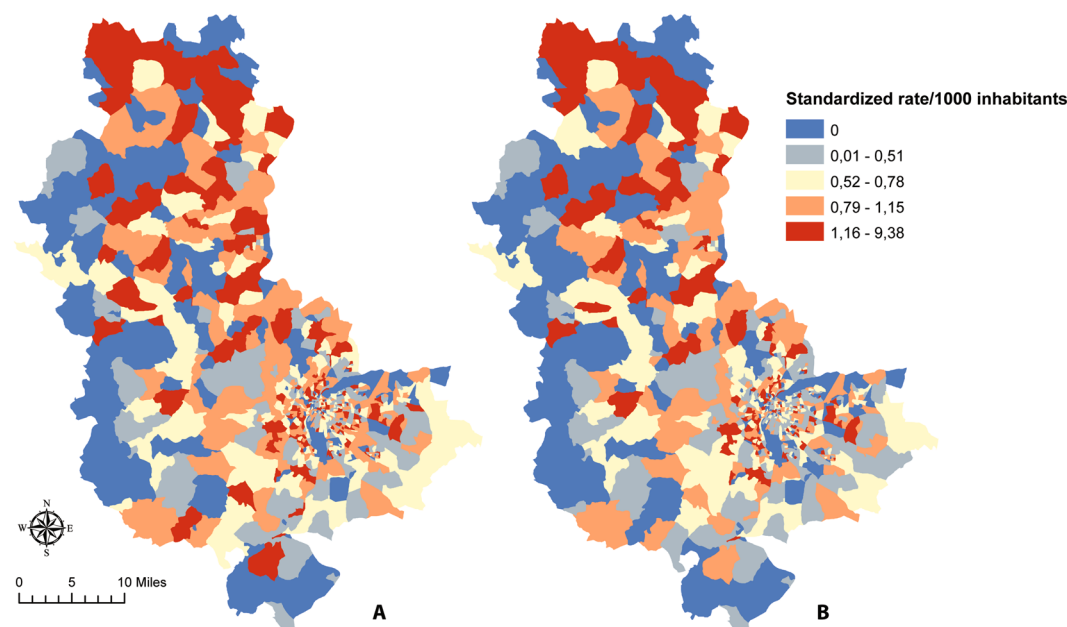 Standardized rate/1000 inhabitants
0
0,01 - 0,51
0,52 - 0,78
0,79 - 1,15
1,16 - 9,38
N
W E
S
0 5 10 Miles
A
B